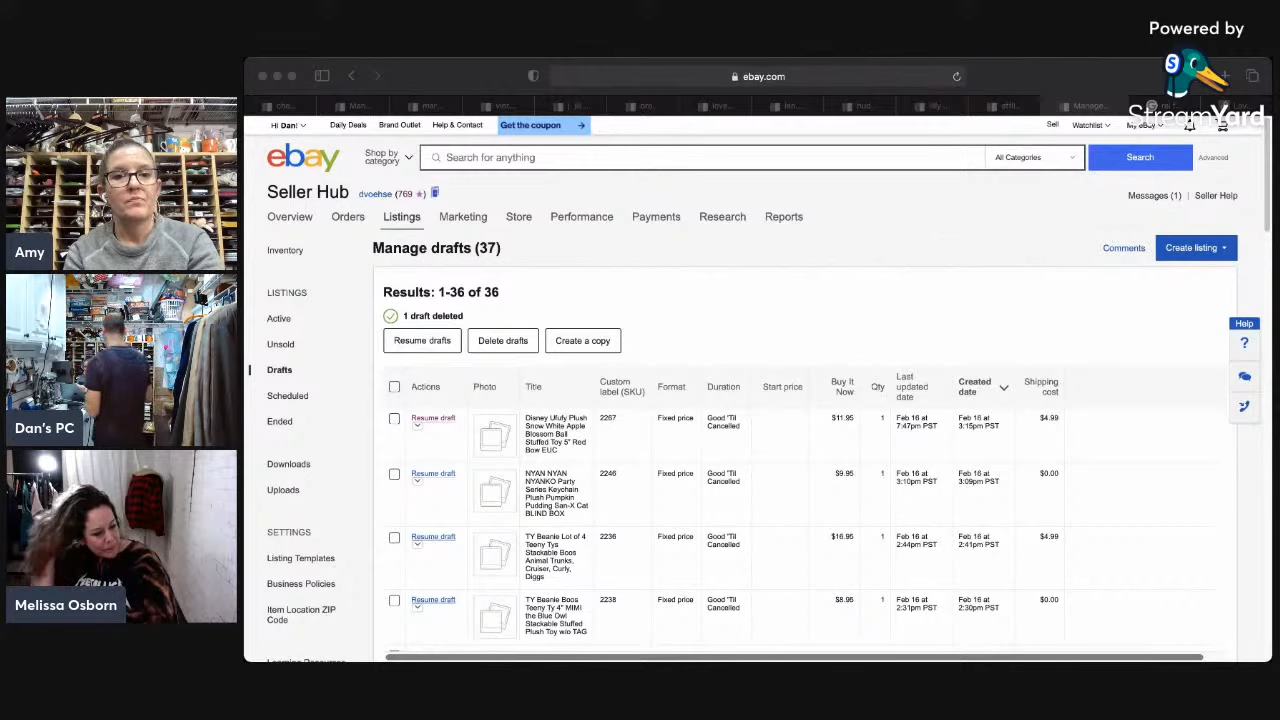 Powered by
StreamYard
ebay.com
Hi Dan!
Daily Deals
Brand Outlet
Help & Contact
Get the coupon
Sell
Watchlist
My eBay
ebay
Shop by category
Search for anything
All Categories
Search
Advanced
Seller Hub
dvoehse (769)
Messages (1)
Seller Help
Overview
Orders
Listings
Marketing
Store
Performance
Payments
Research
Reports
Inventory
LISTINGS
Active
Unsold
Drafts
Scheduled
Ended
Downloads
Uploads
SETTINGS
Listing Templates
Business Policies
Item Location ZIP
Code
Manage drafts (37)
Comments
Create listing
Results: 1-36 of 36
1 draft deleted
Resume drafts
Delete drafts
Create a copy
Actions
Photo
Title
Custom label (SKU)
Format
Duration
Start price
Buy It Now
Qty
Last updated date
Created date
Shipping cost
Resume draft
Disney Ufufy Plush
Snow White Apple
Blossom Ball
Stuffed Toy 5" Red
Bow EUC
2267
Fixed price
Good 'Til Cancelled
$11.95
1
Feb 16 at 7:47pm PST
Feb 16 at 3:15pm PST
$4.99
Resume draft
NYAN NYAN
NYANKO Party
Series Keychain
Plush Pumpkin
Pudding San-X Cat
BLIND BOX
2246
Fixed price
Good 'Til Cancelled
$9.95
1
Feb 16 at 3:10pm PST
Feb 16 at 3:09pm PST
$0.00
Resume draft
TY Beanie Lot of 4
Teeny Tys
Stackable Boos
Animal Trunks,
Cruiser, Curly,
Diggs
2236
Fixed price
Good 'Til Cancelled
$16.95
1
Feb 16 at 2:44pm PST
Feb 16 at 2:41pm PST
$4.99
Resume draft
TY Beanie Boos
Teeny Ty 4" MIMI
the Blue Owl
Stackable Stuffed
Plush Toy w/o TAG
2238
Fixed price
Good 'Til Cancelled
$8.95
1
Feb 16 at 2:31pm PST
Feb 16 at 2:30pm PST
$0.00
Help
?
Amy
Dan's PC
Melissa Osborn